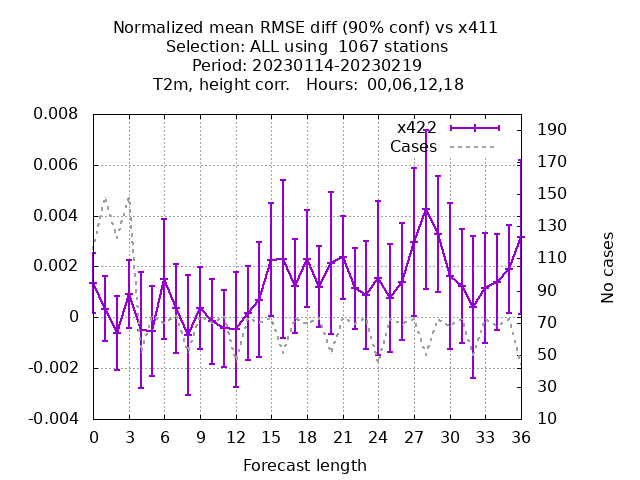 Normalized mean RMSE diff (90% conf) vs x411
Selection: ALL using  1067 stations
Period: 20230114-20230219
T2m, height corr.   Hours:  00,06,12,18
x422
Cases
0.008
0.006
0.004
0.002
0
-0.002
-0.004
190
170
150
130
110
90
70
50
30
10
No cases
0 3 6 9 12 15 18 21 24 27 30 33 36
Forecast length